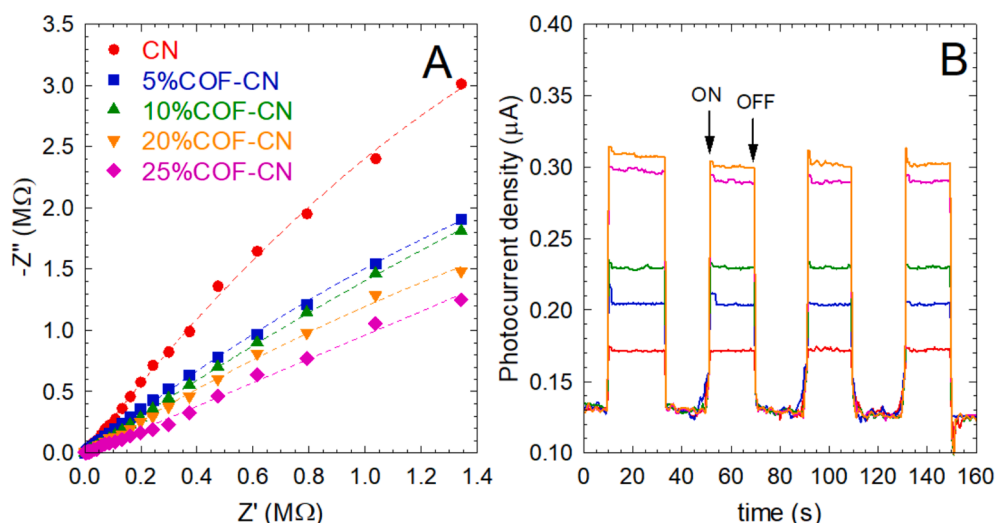 A
CN
5%COF-CN
10%COF-CN
20%COF-CN
25%COF-CN
-Z" (MΩ)
3.5
3.0
2.5
2.0
1.5
1.0
0.5
0.0
0.0 0.2 0.4 0.6 0.8 1.0 1.2 1.4
Z' (MΩ)
B
ON
OFF
Photocurrent density (μA)
0.40
0.35
0.30
0.25
0.20
0.15
0.10
0 20 40 60 80 100 120 140 160
time (s)